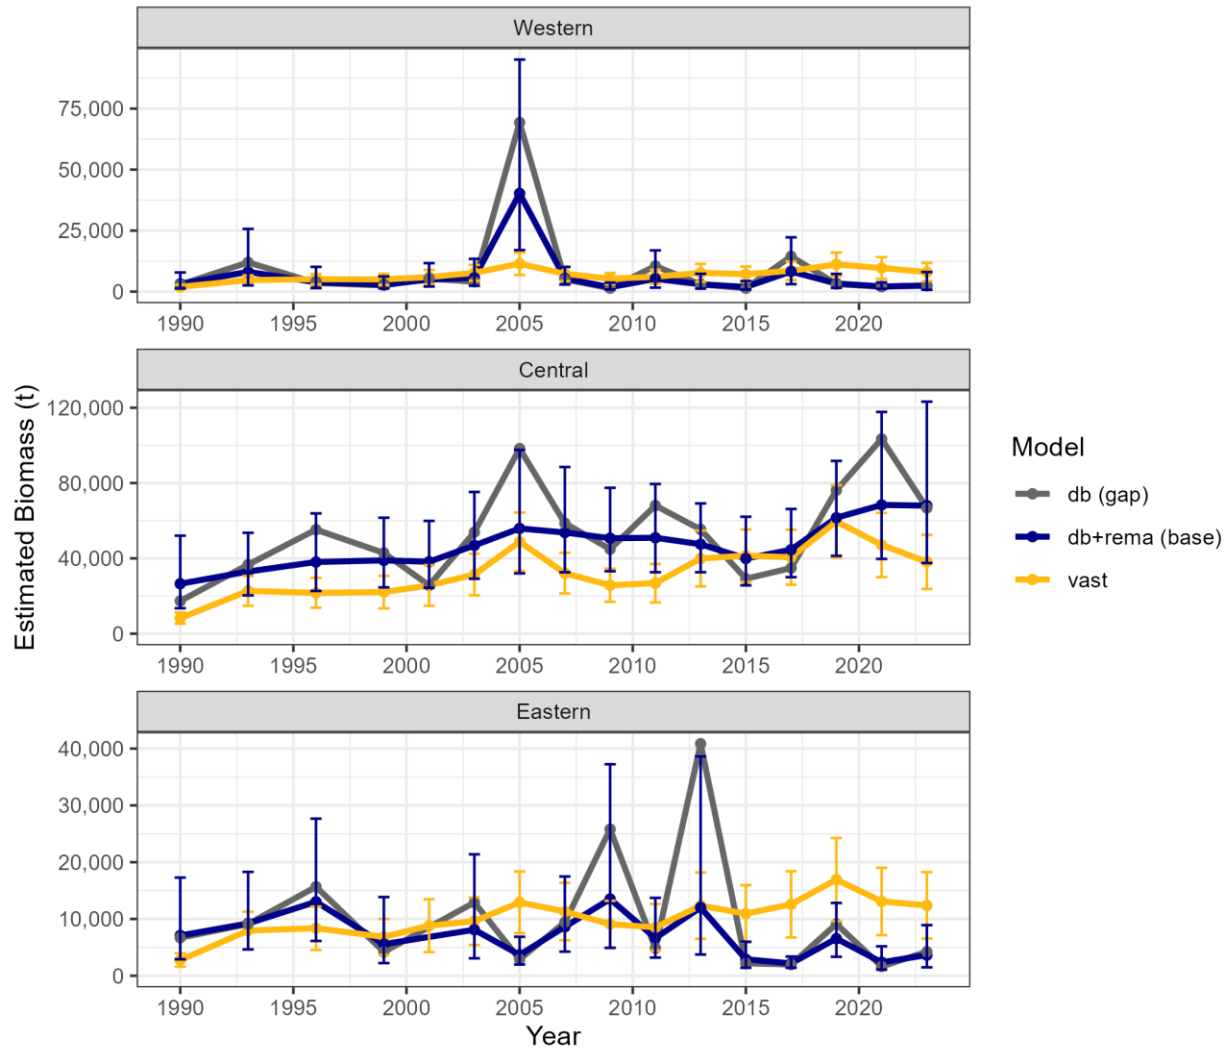 Western
75,000
50,000
25,000
0
1990 1995 2000 2005 2010 2015 2020
Central
120,000
80,000
40,000
0
1990 1995 2000 2005 2010 2015 2020
Eastern
40,000
30,000
20,000
10,000
0
1990 1995 2000 2005 2010 2015 2020
Year
Estimated Biomass (t)
Model
db (gap)
db+rema (base)
vast